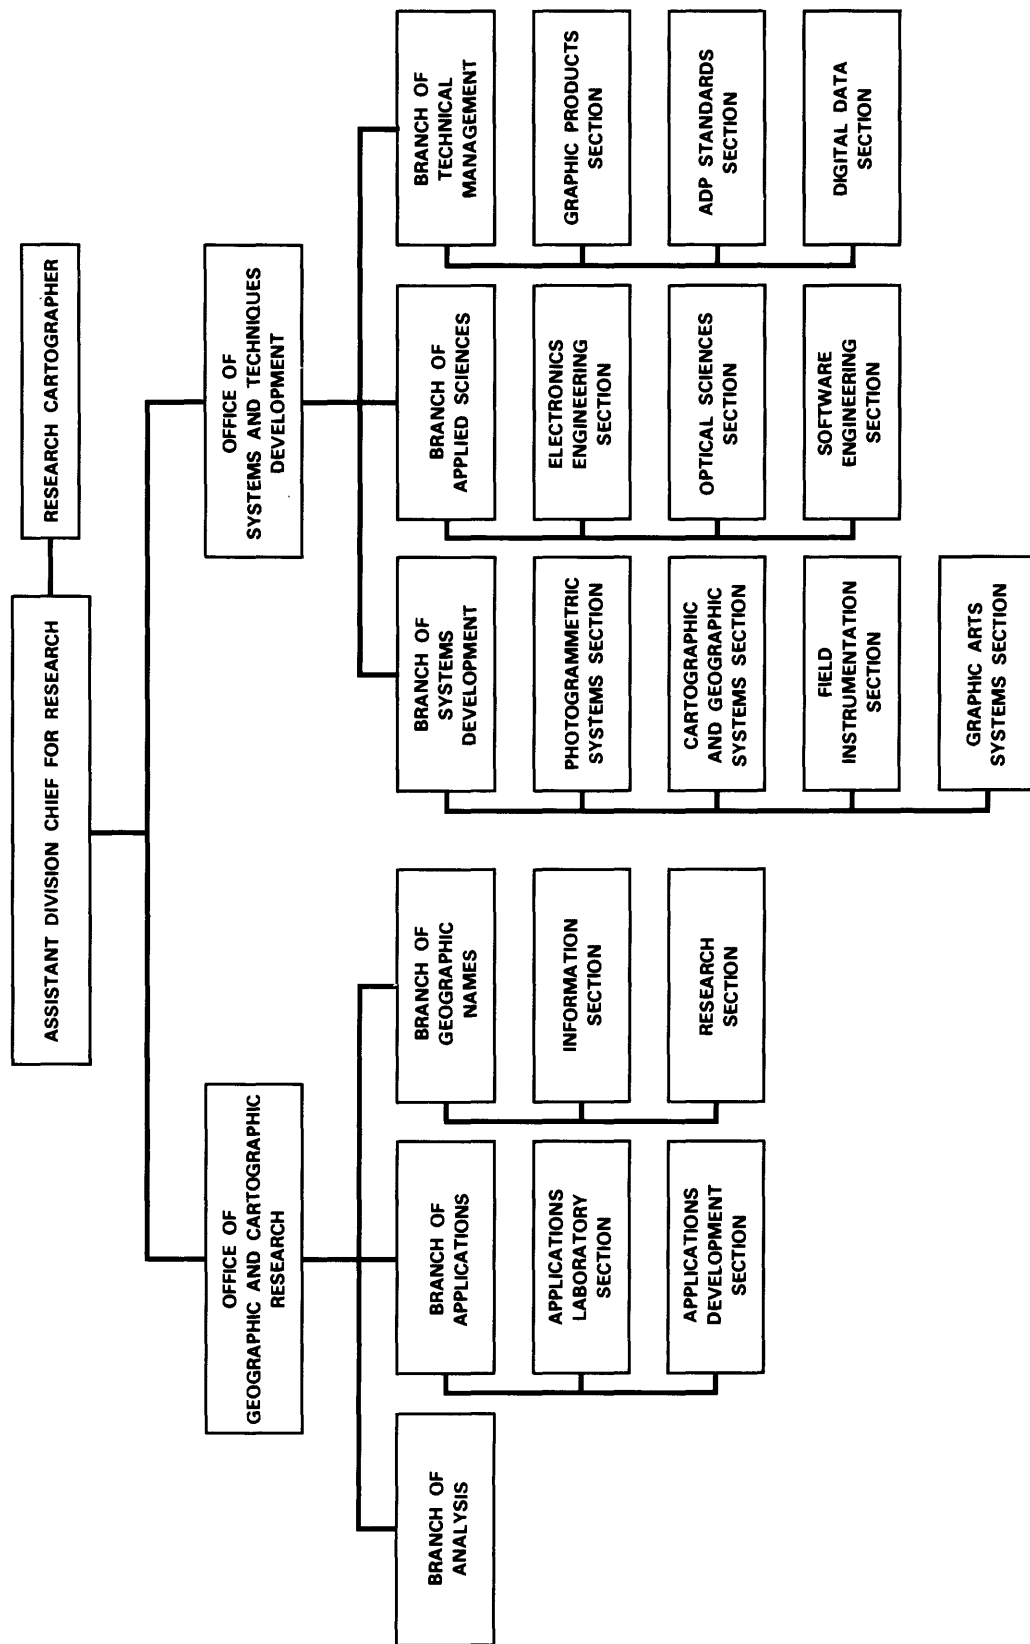 ASSISTANT DIVISION CHIEF FOR RESEARCH
RESEARCH CARTOGRAPHER
OFFICE OF
GEOGRAPHIC AND CARTOGRAPHIC
RESEARCH
OFFICE OF
SYSTEMS AND TECHNIQUES
DEVELOPMENT
BRANCH OF
ANALYSIS
BRANCH OF
APPLICATIONS
APPLICATIONS
LABORATORY
SECTION
APPLICATIONS
DEVELOPMENT
SECTION
BRANCH OF
GEOGRAPHIC
NAMES
INFORMATION
SECTION
RESEARCH
SECTION
BRANCH OF
SYSTEMS
DEVELOPMENT
PHOTOGRAMMETRIC
SYSTEMS SECTION
CARTOGRAPHIC
AND GEOGRAPHIC
SYSTEMS SECTION
FIELD
INSTRUMENTATION
SECTION
GRAPHIC ARTS
SYSTEMS SECTION
BRANCH OF
APPLIED SCIENCES
ELECTRONICS
ENGINEERING
SECTION
OPTICAL SCIENCES
SECTION
SOFTWARE
ENGINEERING
SECTION
BRANCH OF
TECHNICAL
MANAGEMENT
GRAPHIC PRODUCTS
SECTION
ADP STANDARDS
SECTION
DIGITAL DATA
SECTION